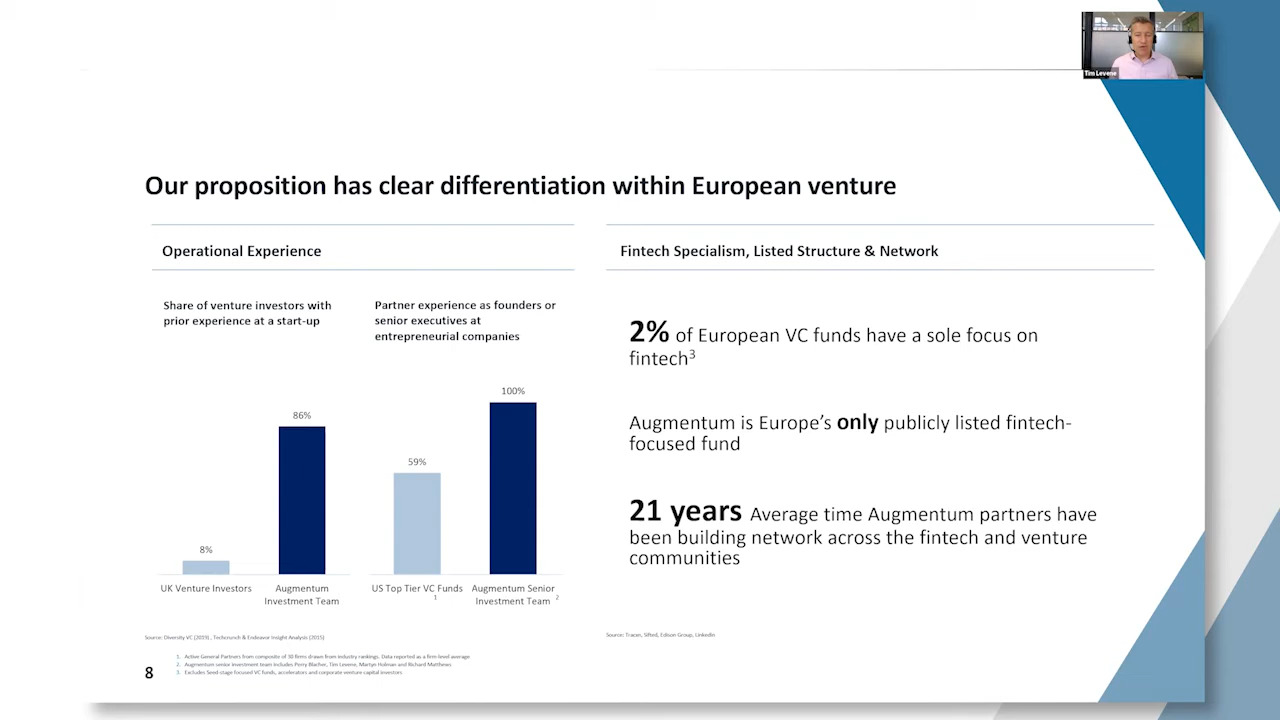 Tim Levene
Our proposition has clear differentiation within European venture
Operational Experience
Share of venture investors with
prior experience at a start-up
Partner experience as founders or
senior executives at
entrepreneurial companies
8%
86%
59%
100%
UK Venture Investors
Augmentum
Investment Team
US Top Tier VC Funds
1
Augmentum Senior
Investment Team 2
Source: Diversity VC (2019) , Techcrunch & Endeavor Insight Analysis (2015)
Fintech Specialism, Listed Structure & Network
2% of European VC funds have a sole focus on
fintech3
Augmentum is Europe’s only publicly listed fintech-
focused fund
21 years Average time Augmentum partners have
been building network across the fintech and venture
communities
Source: Tracxn, Sifted, Edison Group, LinkedIn
1. Active General Partners from composite of 30 firms drawn from industry rankings. Data reported as a firm-level average
2. Augmentum senior investment team includes Perry Blacher, Tim Levene, Martyn Holman and Richard Matthews
3. Excludes Seed-stage focused VC funds, accelerators and corporate venture capital investors
8